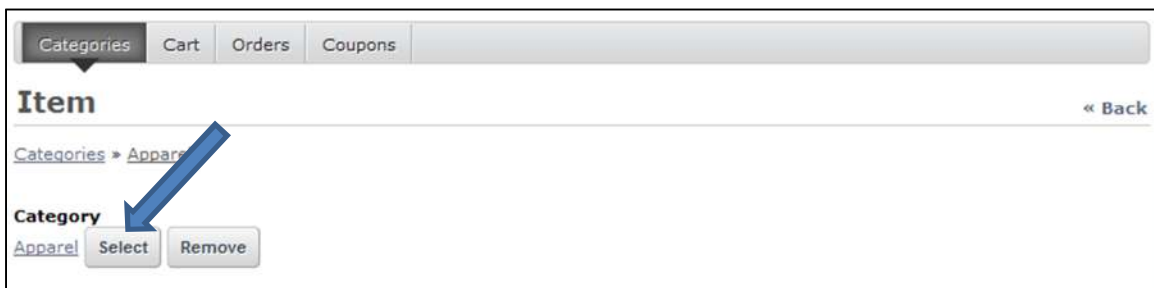 Categories Cart Orders Coupons
Item « Back
Categories »
Category
Apparel Select Remove